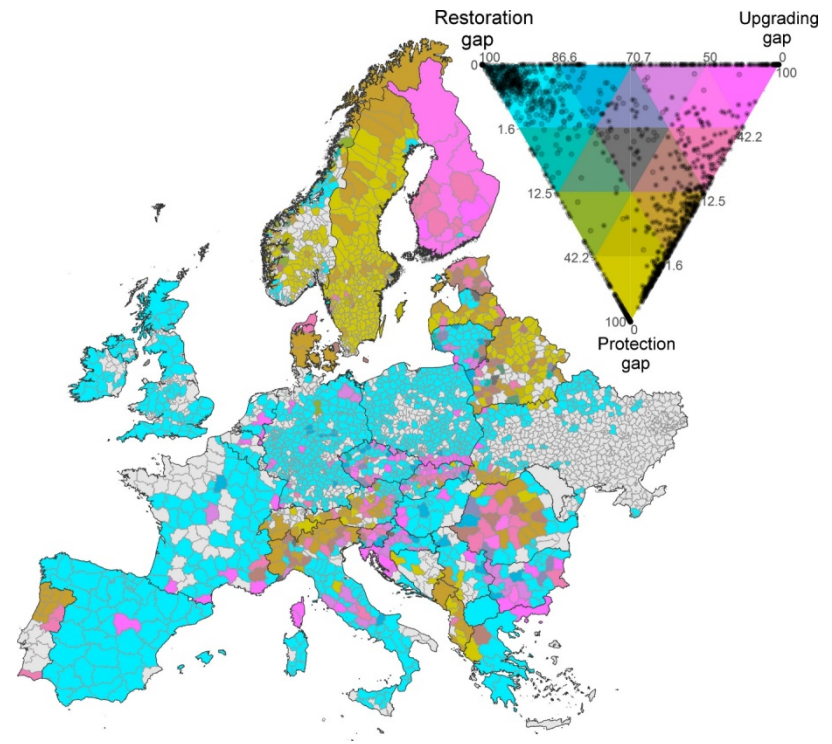 Restoration gap
Upgrading gap
0 100 86.6 70.7 50 0 100
1.6 42.2
12.5 12.5
42.2 1.6
100 0
Protection gap